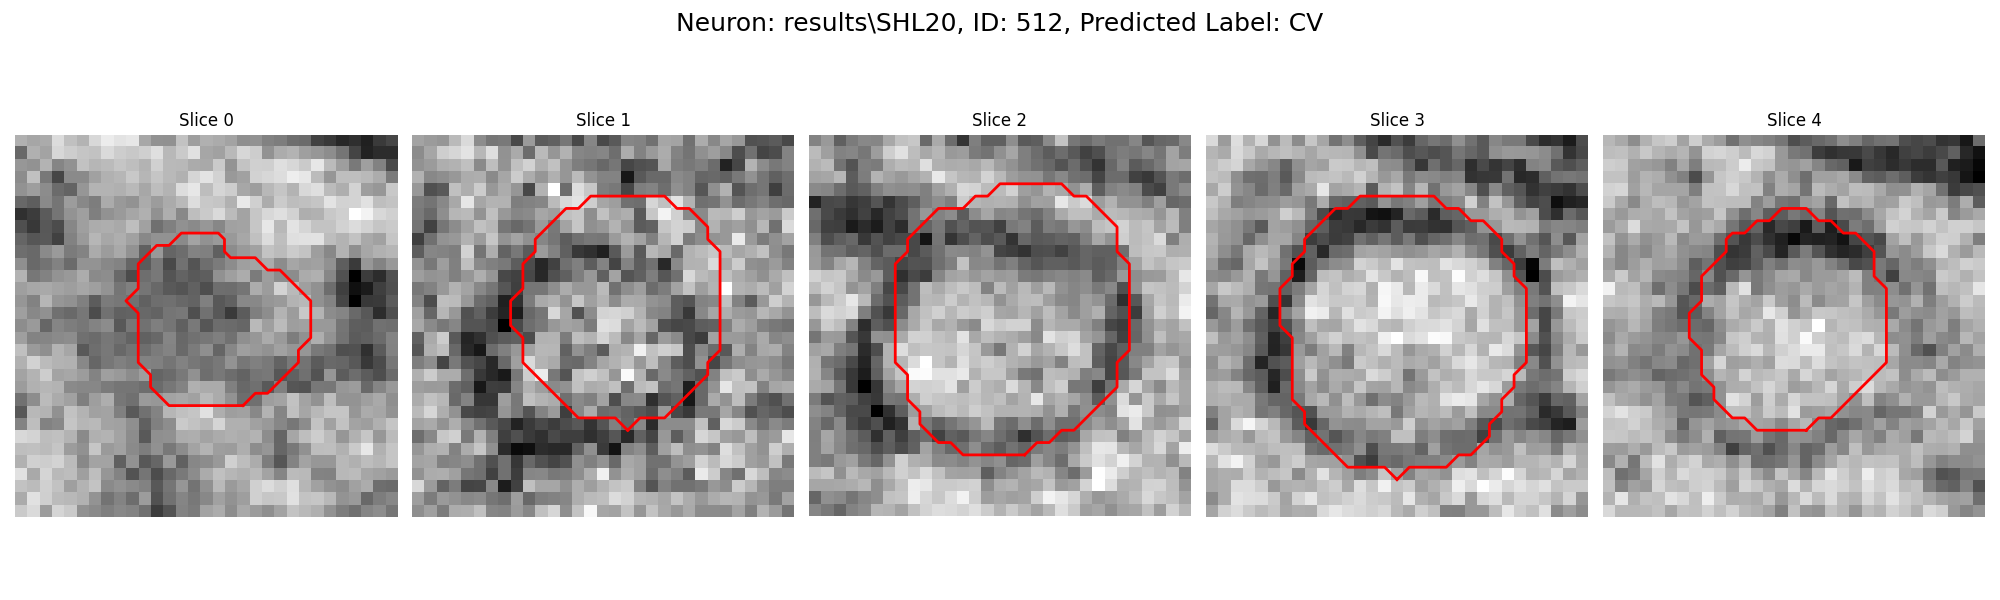 Neuron: results\SHL20, ID: 512, Predicted Label: CV
Slice 0
Slice 1
Slice 2
Slice 3
Slice 4